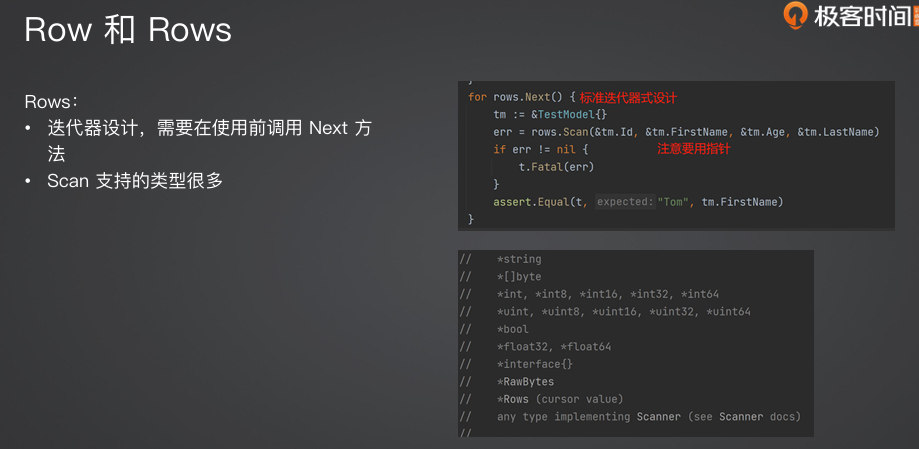 Row 和 Rows
极客时间
Rows：
• 迭代器设计，需要在使用前调用 Next 方
法
• Scan 支持的类型很多
}
for rows.Next() { 标准迭代器式设计
tm := &TestModel{}
err = rows.Scan(&tm.Id, &tm.FirstName, &tm.Age, &tm.LastName)
if err != nil { 注意要用指针
t.Fatal(err)
}
assert.Equal(t, expected: "Tom", tm.FirstName)
}
// *string
// *[]byte
// *int, *int8, *int16, *int32, *int64
// *uint, *uint8, *uint16, *uint32, *uint64
// *bool
// *float32, *float64
// *interface{}
// *RawBytes
// *Rows (cursor value)
// any type implementing Scanner (see Scanner docs)
//